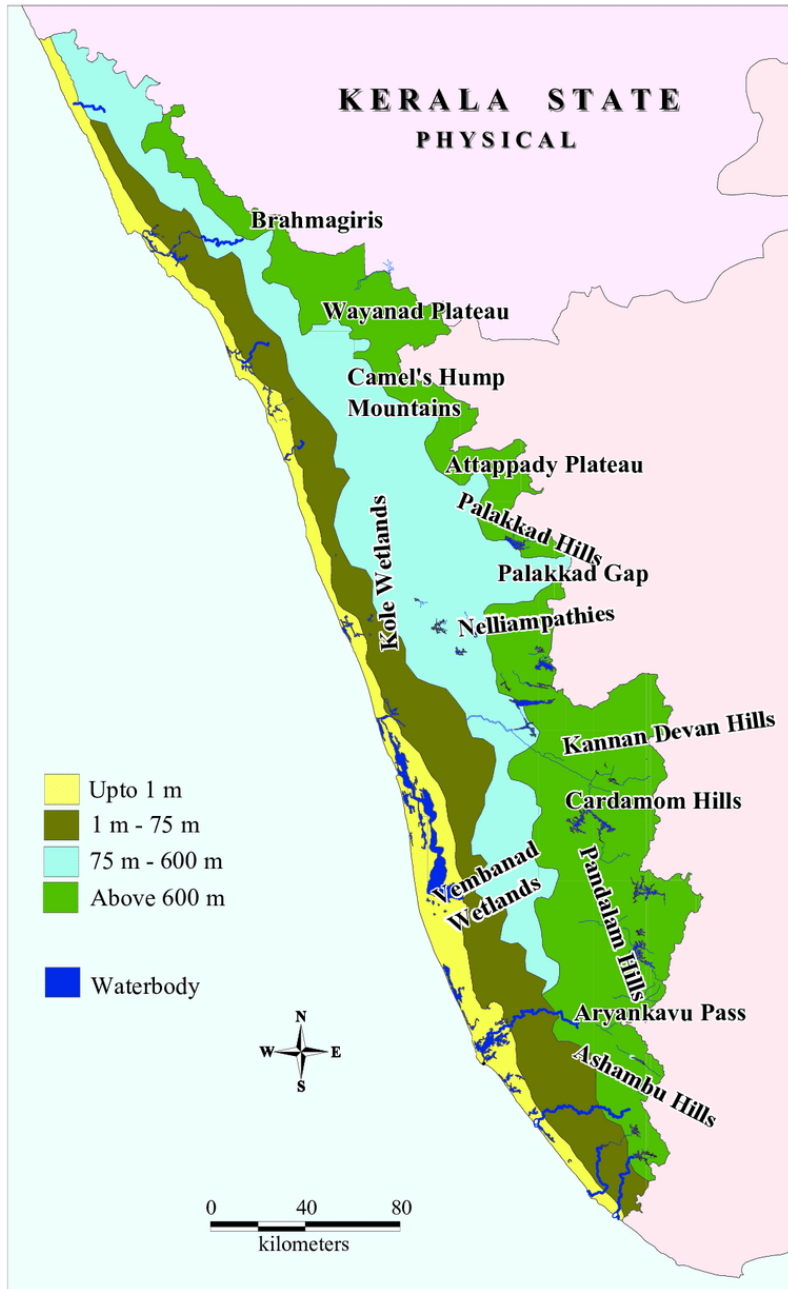 KERALA STATE
PHYSICAL
Brahmagiris
Wayanad Plateau
Camel's Hump
Mountains
Attappady Plateau
Palakkad Hills
Palakkad Gap
Kole Wetlands
Nelliampathies
Kannan Devan Hills
Cardamom Hills
Pandalam Hills
Vembanad
Wetlands
Aryankavu Pass
Ashambu Hills
Upto 1 m
1 m - 75 m
75 m - 600 m
Above 600 m
Waterbody
N
W E
S
0 40 80
kilometers